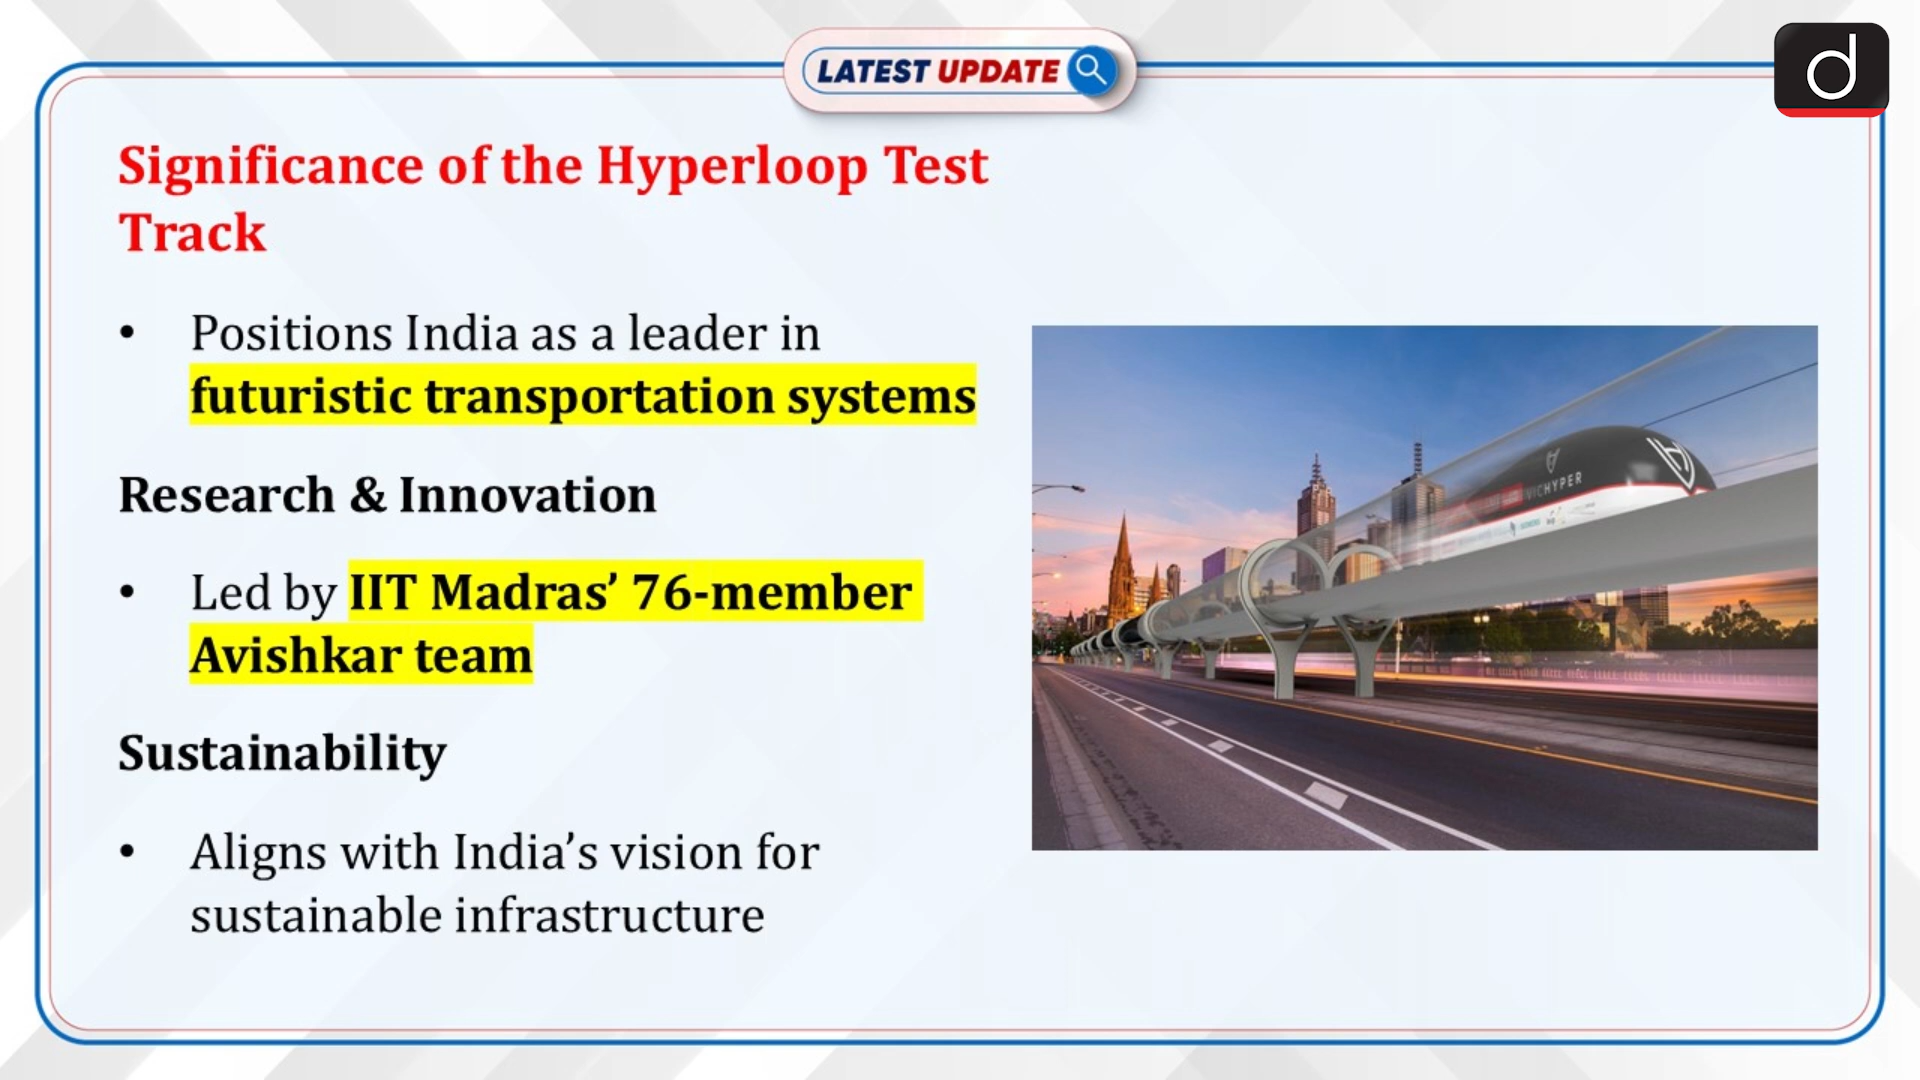 LATEST UPDATE
d
Significance of the Hyperloop Test
Track
• Positions India as a leader in
futuristic transportation systems
Research & Innovation
• Led by IIT Madras’ 76-member
Avishkar team
Sustainability
• Aligns with India’s vision for
sustainable infrastructure
VICHYPER